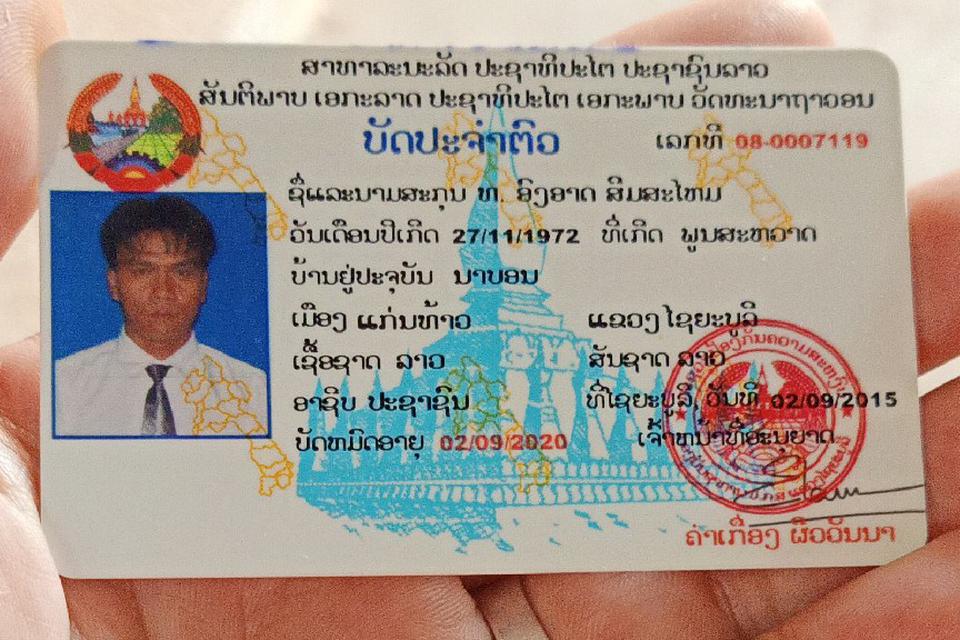 ສາທາລະນະລັດ ປະຊາທິປະໄຕ ປະຊາຊົນລາວ
ສັນຕິພາບ ເອກະລາດ ປະຊາທິປະໄຕ ເອກະພາບ ວັດທະນາຖາວອນ
ບັດປະຈຳຕົວ ເລກທີ 08-0007119
ຊື່ແລະນາມສະກຸນ ທ. ອົງອາດ ສີມສະໄຫມ
ວັນເດືອນປີເກີດ 27/11/1972 ທີ່ເກີດ ພູນສະຫວາດ
ບ້ານຢູ່ປະຈຸບັນ ນາບອນ
ເມືອງ ແກ່ນທ້າວ ແຂວງ ໄຊຍະບູລີ
ເຊື້ອຊາດ ລາວ ສັນຊາດ ລາວ
ອາຊີບ ປະຊາຊົນ ທີ່ໄຊຍະບູລີ, ວັນທີ 02/09/2015
ບັດຫມົດອາຍຸ 02/09/2020 ເຈົ້າຫນ້າທີ່ອະນຸຍາດ
ຄຳເກື່ອງ ຜິວວັນນາ